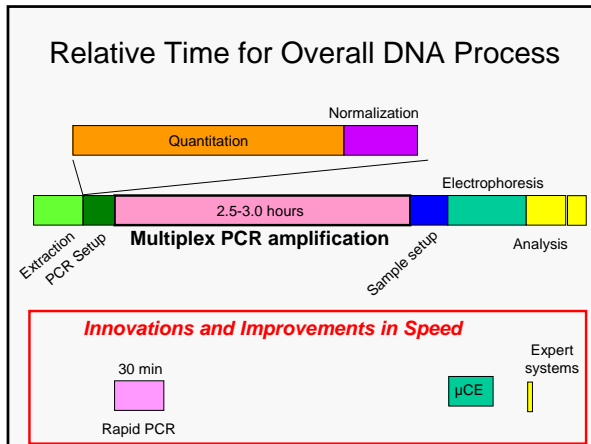 Relative Time for Overall DNA Process
Normalization
Quantitation
Electrophoresis
2.5-3.0 hours
Extraction
PCR Setup
Multiplex PCR amplification
Sample setup
Analysis
Innovations and Improvements in Speed
30 min
Rapid PCR
µCE
Expert
systems